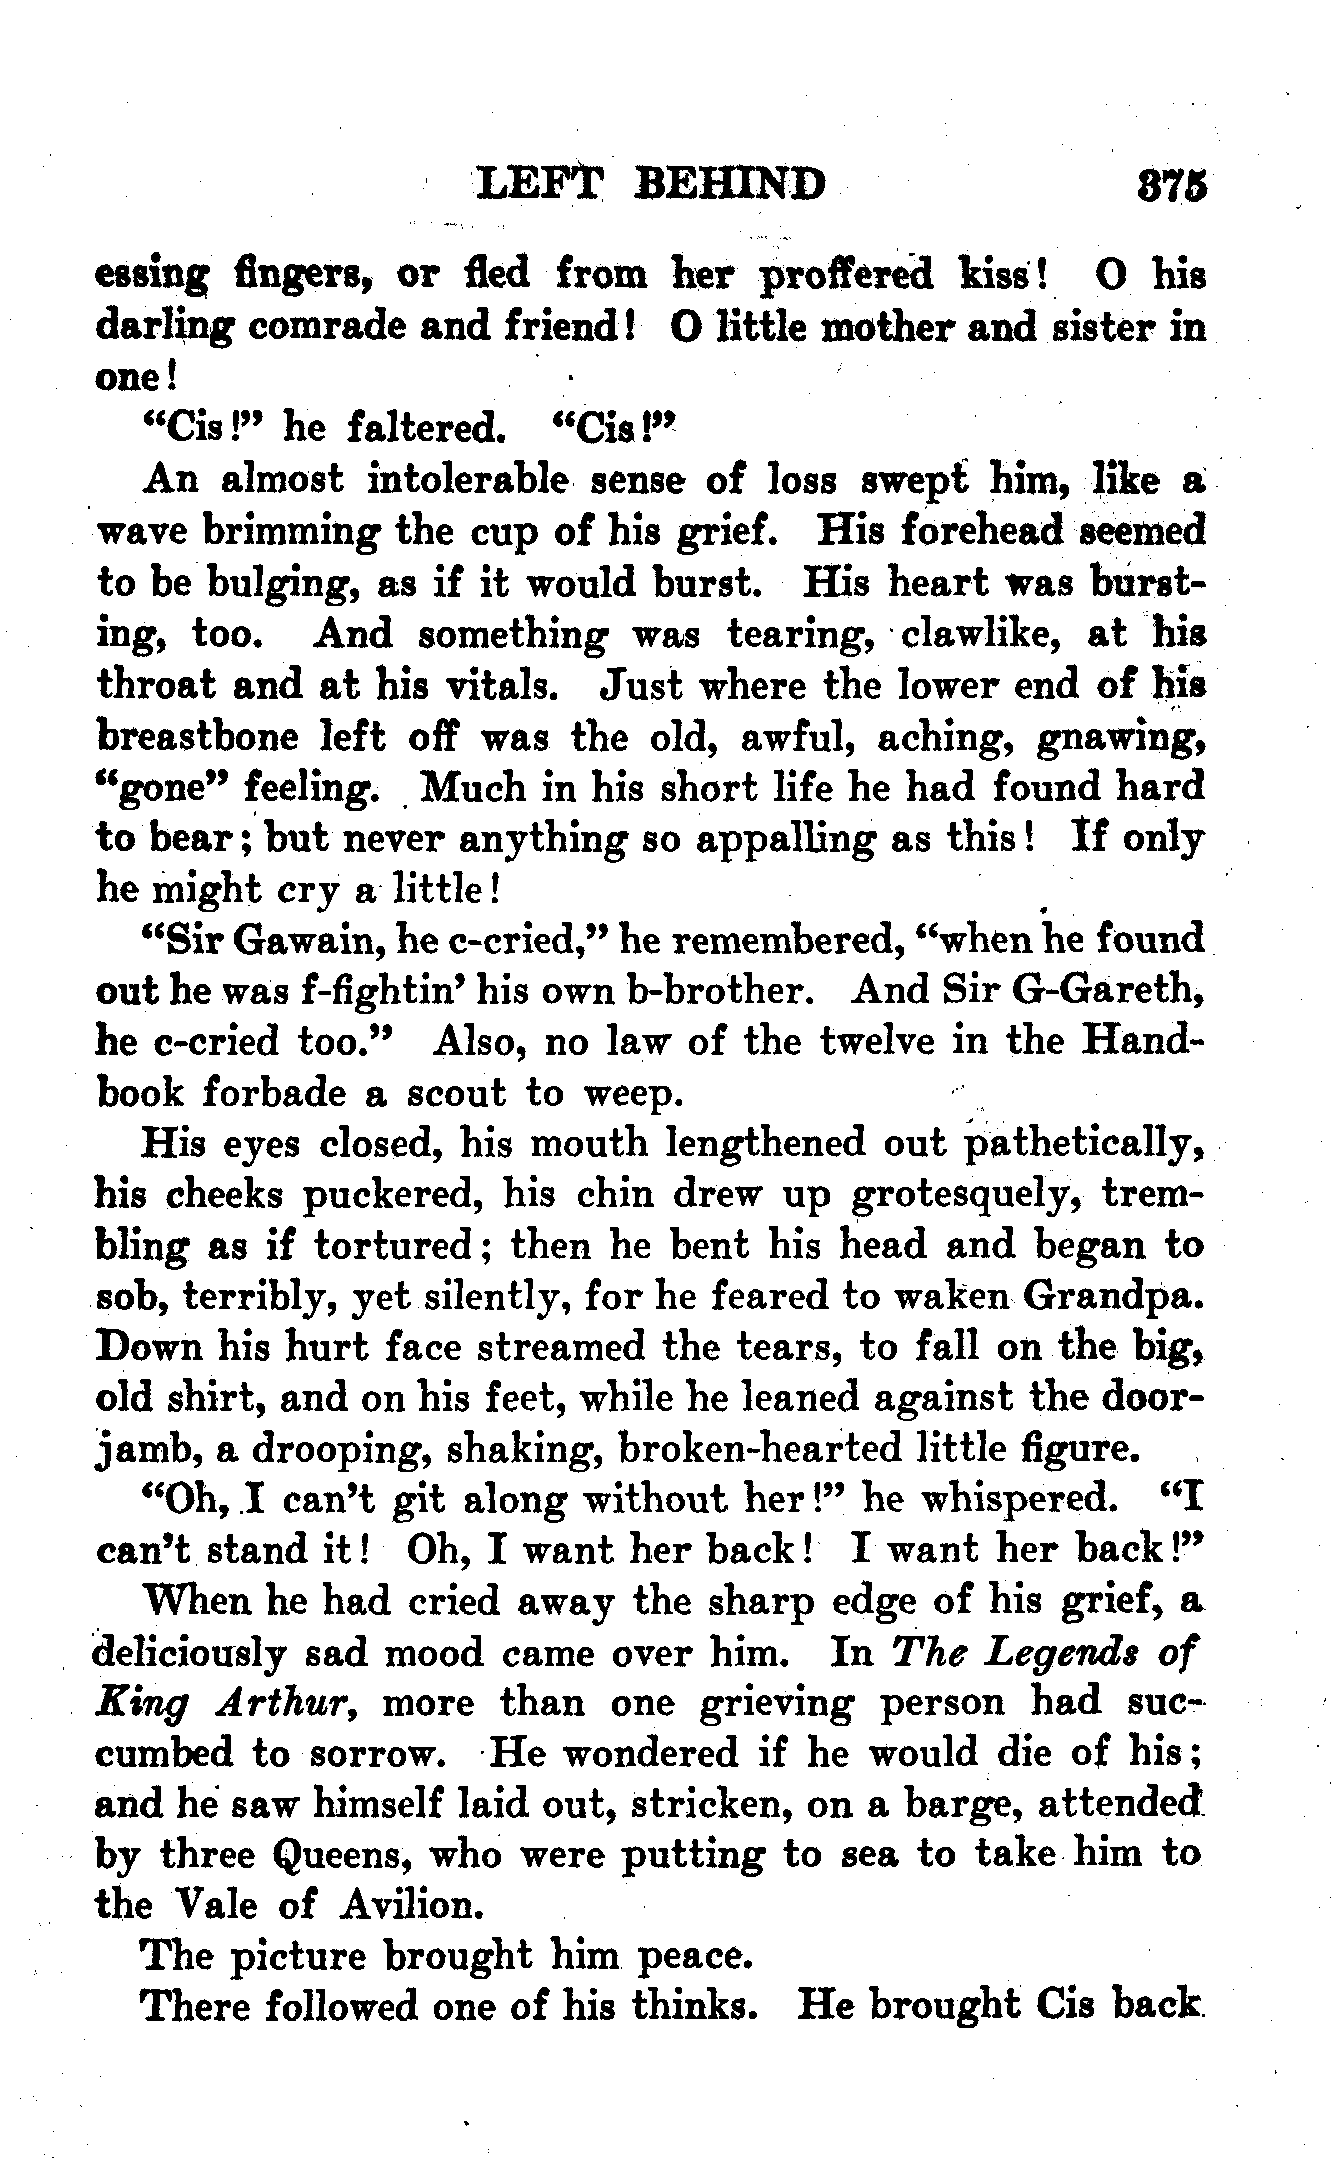 LEFT BEHIND 375
essing fingers, or fled from her proffered kiss! O his
darling comrade and friend! O little mother and sister in
one!
"Cis!" he faltered. "Cis!"
An almost intolerable sense of loss swept him, like a
wave brimming the cup of his grief. His forehead seemed
to be bulging, as if it would burst. His heart was burst-
ing, too. And something was tearing, clawlike, at his
throat and at his vitals. Just where the lower end of his
breastbone left off was the old, awful, aching, gnawing,
"gone" feeling. Much in his short life he had found hard
to bear; but never anything so appalling as this! If only
he might cry a little!
"Sir Gawain, he c-cried," he remembered, "when he found
out he was f-fightin' his own b-brother. And Sir G-Gareth,
he c-cried too." Also, no law of the twelve in the Hand-
book forbade a scout to weep.
His eyes closed, his mouth lengthened out pathetically,
his cheeks puckered, his chin drew up grotesquely, trem-
bling as if tortured; then he bent his head and began to
sob, terribly, yet silently, for he feared to waken Grandpa.
Down his hurt face streamed the tears, to fall on the big,
old shirt, and on his feet, while he leaned against the door-
jamb, a drooping, shaking, broken-hearted little figure.
"Oh, I can't git along without her!" he whispered. "I
can't stand it! Oh, I want her back! I want her back!"
When he had cried away the sharp edge of his grief, a
deliciously sad mood came over him. In The Legends of
King Arthur, more than one grieving person had suc-
cumbed to sorrow. He wondered if he would die of his;
and he saw himself laid out, stricken, on a barge, attended
by three Queens, who were putting to sea to take him to
the Vale of Avilion.
The picture brought him peace.
There followed one of his thinks. He brought Cis back